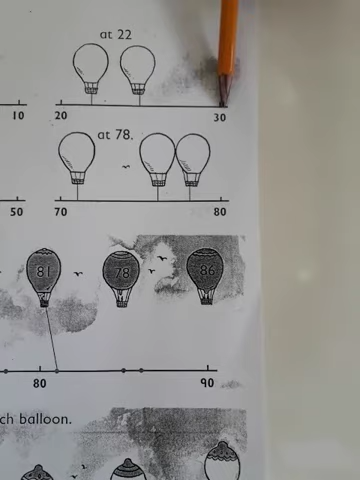 at 22
10 20 30
at 78.
50 70 80
81 78 86
80 90
ch balloon.